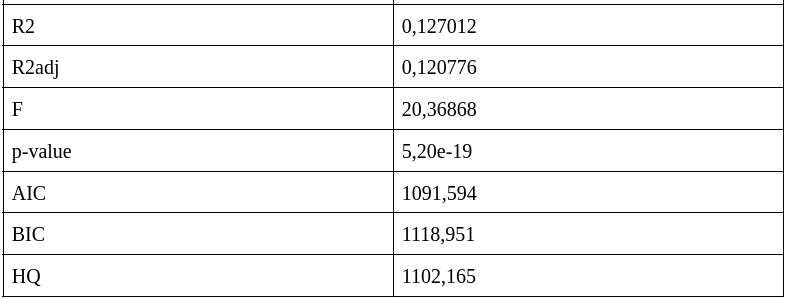 R2 0,127012
R2adj 0,120776
F 20,36868
p-value 5,20e-19
AIC 1091,594
BIC 1118,951
HQ 1102,165